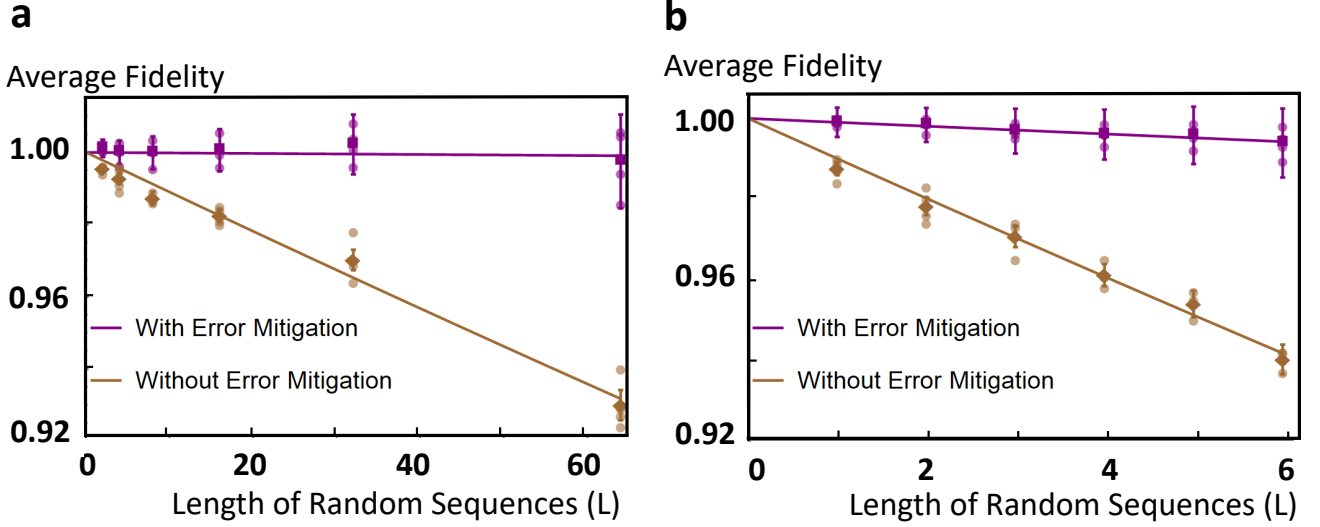 a
Average Fidelity
1.00
0.96
0.92
With Error Mitigation
Without Error Mitigation
0 20 40 60
Length of Random Sequences (L)
b
Average Fidelity
1.00
0.96
0.92
With Error Mitigation
Without Error Mitigation
0 2 4 6
Length of Random Sequences (L)